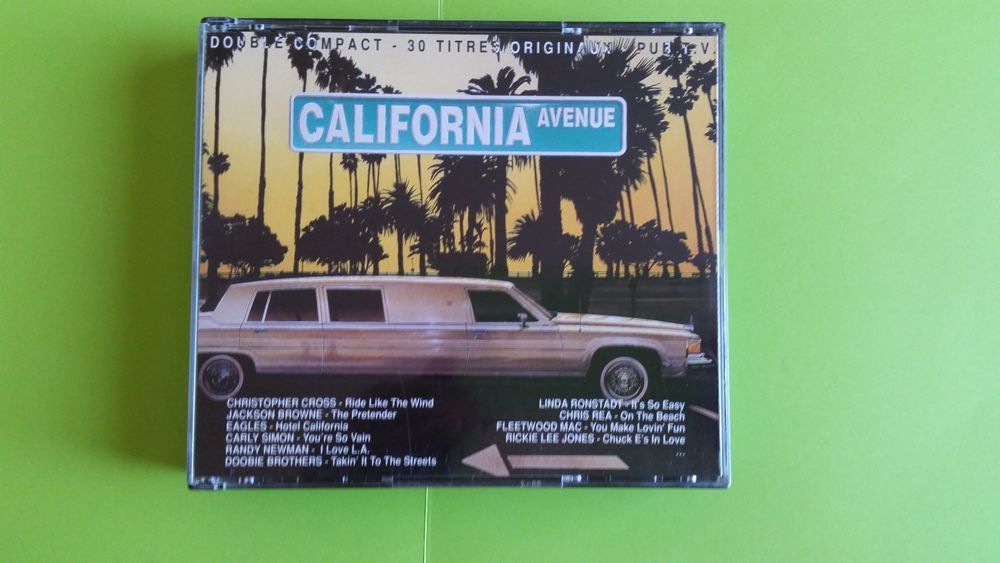 DOUBLE COMPACT - 30 TITRES ORIGINAUX - PUB T.V.
CALIFORNIA AVENUE
CHRISTOPHER CROSS - Ride Like The Wind
JACKSON BROWNE - The Pretender
EAGLES - Hotel California
CARLY SIMON - You're So Vain
RANDY NEWMAN - I Love L.A.
DOOBIE BROTHERS - Takin' It To The Streets
LINDA RONSTADT - It's So Easy
CHRIS REA - On The Beach
FLEETWOOD MAC - You Make Lovin' Fun
RICKIE LEE JONES - Chuck E's In Love
...